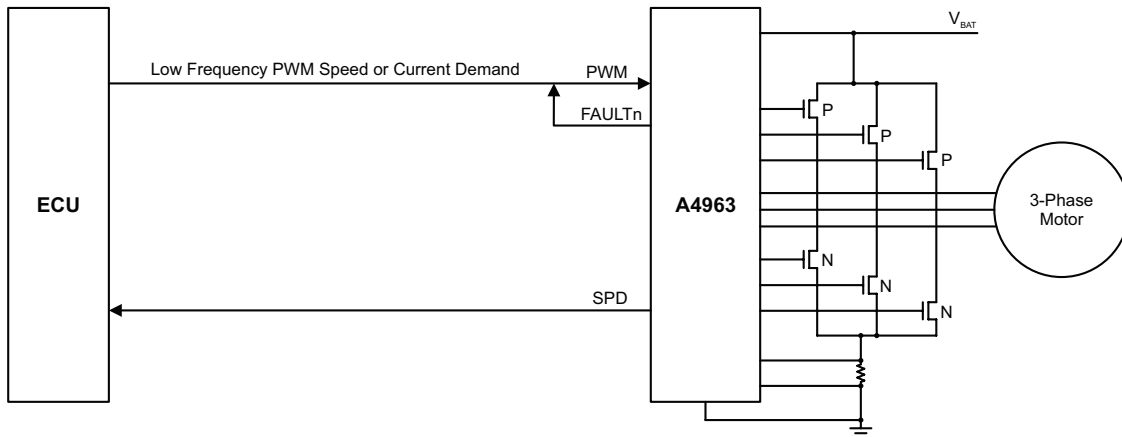 V_BAT
Low Frequency PWM Speed or Current Demand
PWM
FAULTn
P
P
P
ECU
A4963
3-Phase
Motor
N
N
N
SPD